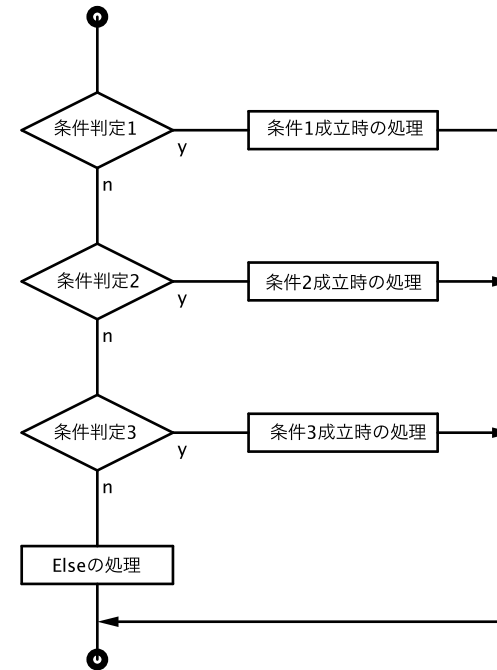 条件判定1
条件1成立時の処理
y
n
条件判定2
条件2成立時の処理
y
n
条件判定3
条件3成立時の処理
y
n
Elseの処理